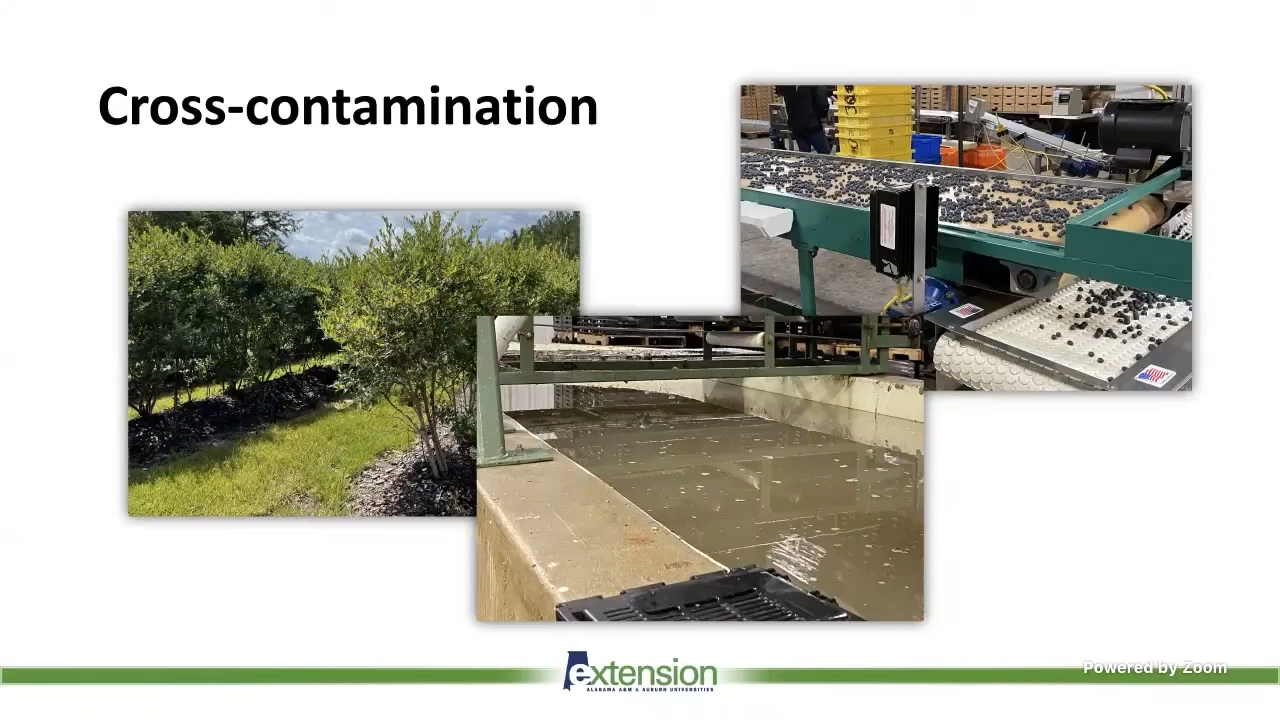 Cross-contamination
extension
ALABAMA A&M & AUBURN UNIVERSITIES
Powered by Zoom